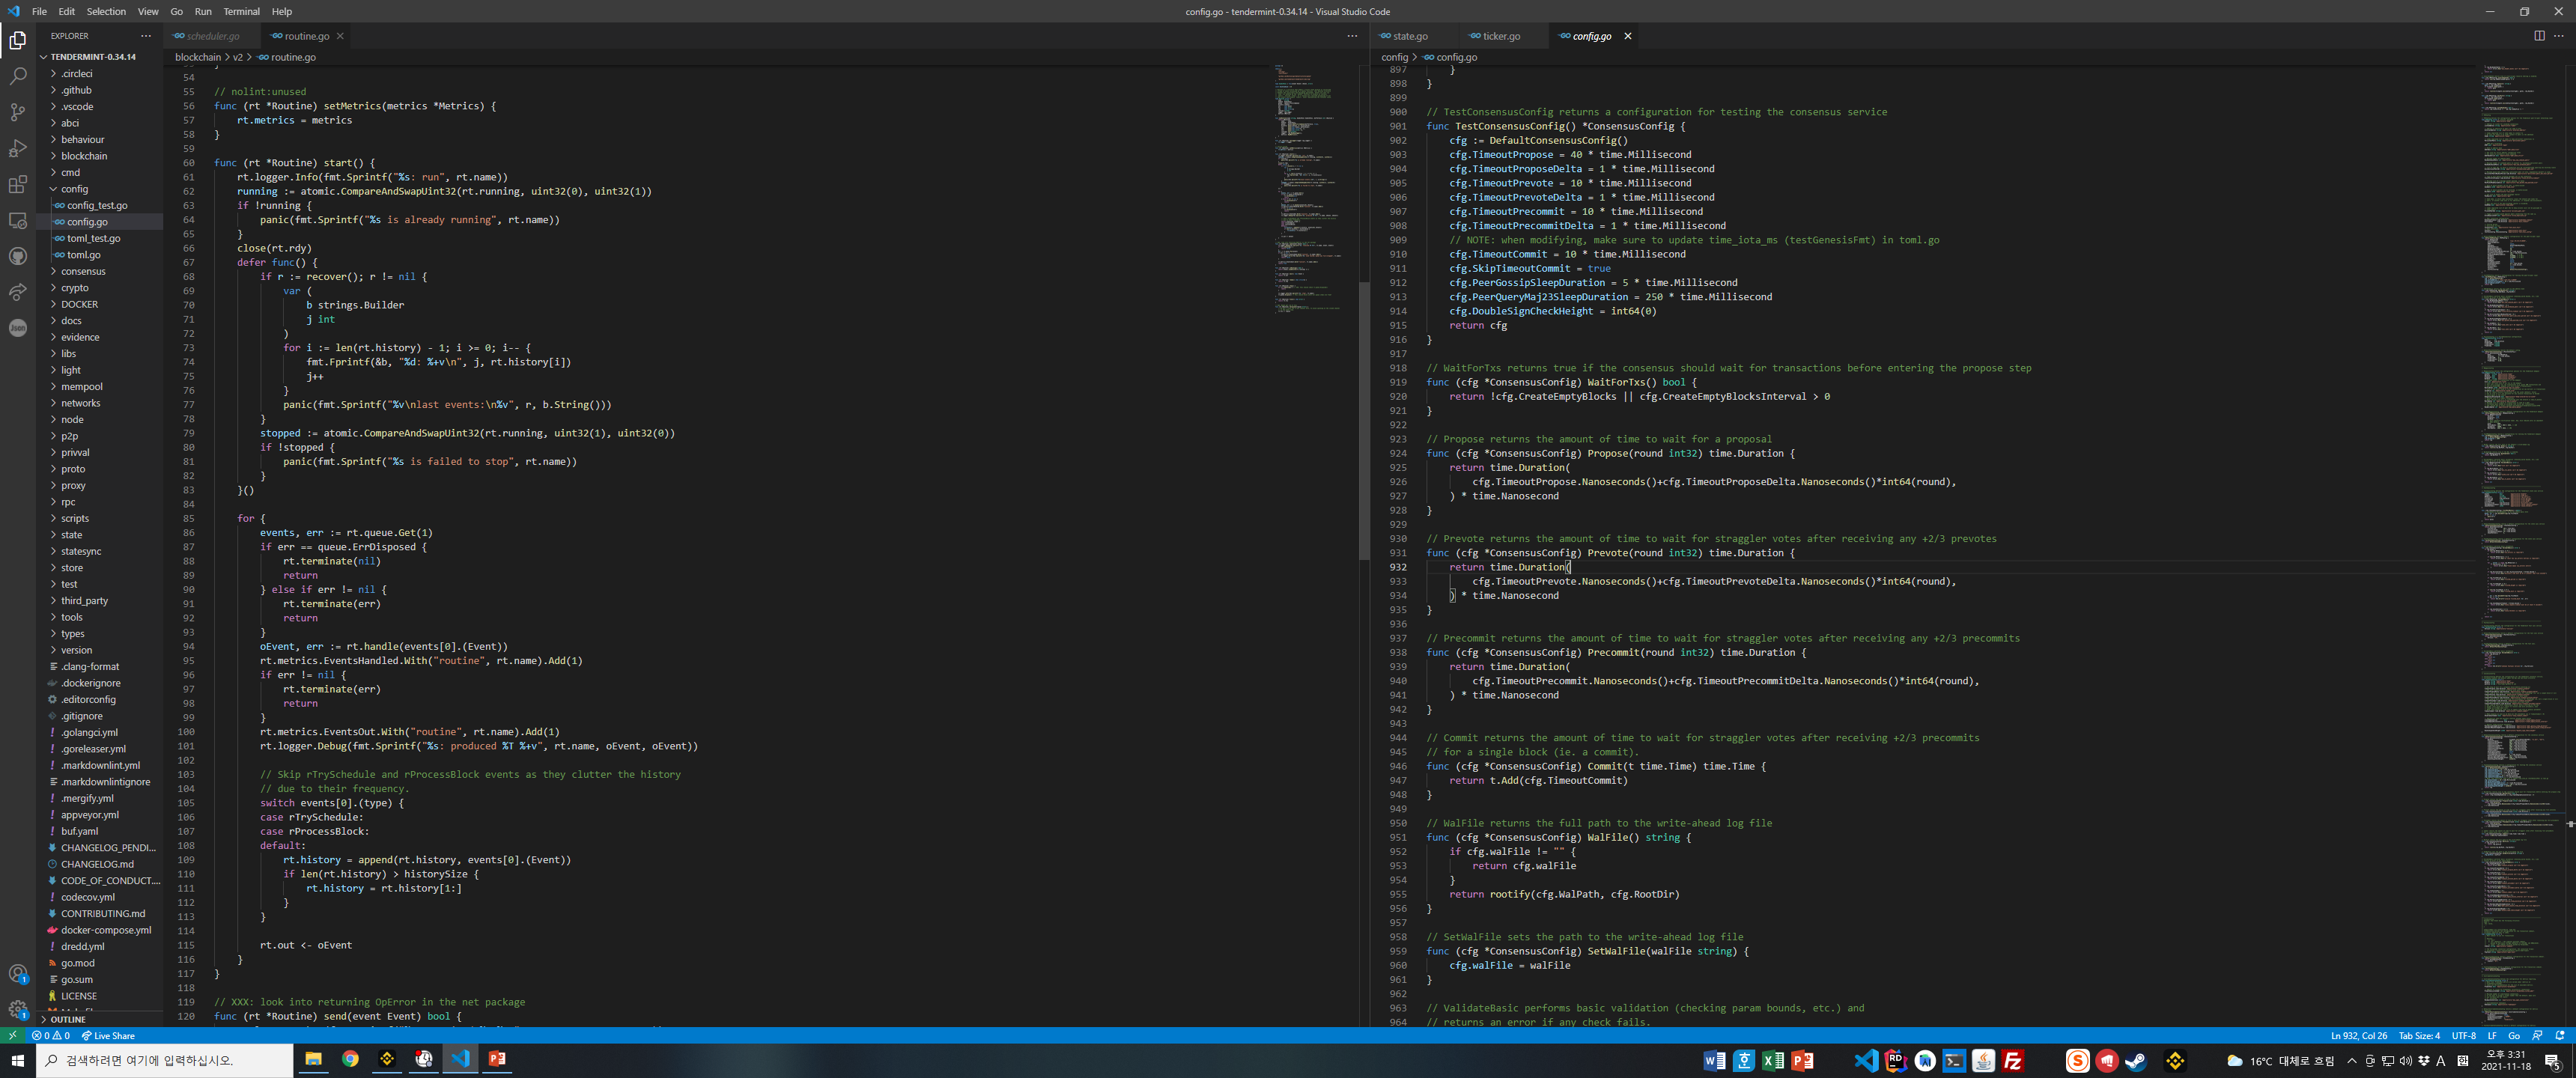 File Edit Selection View Go Run Terminal Help
config.go - tendermint-0.34.14 - Visual Studio Code
EXPLORER
TENDERMINT-0.34.14
.circleci
.github
.vscode
abci
behaviour
blockchain
cmd
config
config_test.go
config.go
toml_test.go
toml.go
consensus
crypto
DOCKER
docs
evidence
libs
light
mempool
networks
node
p2p
privval
proto
proxy
rpc
scripts
state
statesync
store
test
third_party
tools
types
version
.clang-format
.dockerignore
.editorconfig
.gitignore
.golangci.yml
.goreleaser.yml
.markdownlint.yml
.markdownlintignore
.mergify.yml
appveyor.yml
buf.yaml
CHANGELOG_PENDI...
CHANGELOG.md
CODE_OF_CONDUCT....
codecov.yml
CONTRIBUTING.md
docker-compose.yml
dredd.yml
go.mod
go.sum
LICENSE
OUTLINE
scheduler.go routine.go
blockchain > v2 > routine.go
54
55 // nolint:unused
56 func (rt *Routine) setMetrics(metrics *Metrics) {
57 rt.metrics = metrics
58 }
59
60 func (rt *Routine) start() {
61 rt.logger.Info(fmt.Sprintf("%s: run", rt.name))
62 running := atomic.CompareAndSwapUint32(rt.running, uint32(0), uint32(1))
63 if !running {
64 panic(fmt.Sprintf("%s is already running", rt.name))
65 }
66 close(rt.rdy)
67 defer func() {
68 if r := recover(); r != nil {
69 var (
70 b strings.Builder
71 j int
72 )
73 for i := len(rt.history) - 1; i >= 0; i-- {
74 fmt.Fprintf(&b, "%d: %+v\n", j, rt.history[i])
75 j++
76 }
77 panic(fmt.Sprintf("%v\nlast events:\n%v", r, b.String()))
78 }
79 stopped := atomic.CompareAndSwapUint32(rt.running, uint32(1), uint32(0))
80 if !stopped {
81 panic(fmt.Sprintf("%s is failed to stop", rt.name))
82 }
83 }()
84
85 for {
86 events, err := rt.queue.Get(1)
87 if err == queue.ErrDisposed {
88 rt.terminate(nil)
89 return
90 } else if err != nil {
91 rt.terminate(err)
92 return
93 }
94 oEvent, err := rt.handle(events[0].(Event))
95 rt.metrics.EventsHandled.With("routine", rt.name).Add(1)
96 if err != nil {
97 rt.terminate(err)
98 return
99 }
100 rt.metrics.EventsOut.With("routine", rt.name).Add(1)
101 rt.logger.Debug(fmt.Sprintf("%s: produced %T %+v", rt.name, oEvent, oEvent))
102
103 // Skip rTrySchedule and rProcessBlock events as they clutter the history
104 // due to their frequency.
105 switch events[0].(type) {
106 case rTrySchedule:
107 case rProcessBlock:
108 default:
109 rt.history = append(rt.history, events[0].(Event))
110 if len(rt.history) > historySize {
111 rt.history = rt.history[1:]
112 }
113 }
114
115 rt.out <- oEvent
116 }
117 }
118
119 // XXX: look into returning OpError in the net package
120 func (rt *Routine) send(event Event) bool {
state.go ticker.go config.go
config > config.go
897 }
898 }
899
900 // TestConsensusConfig returns a configuration for testing the consensus service
901 func TestConsensusConfig() *ConsensusConfig {
902 cfg := DefaultConsensusConfig()
903 cfg.TimeoutPropose = 40 * time.Millisecond
904 cfg.TimeoutProposeDelta = 1 * time.Millisecond
905 cfg.TimeoutPrevote = 10 * time.Millisecond
906 cfg.TimeoutPrevoteDelta = 1 * time.Millisecond
907 cfg.TimeoutPrecommit = 10 * time.Millisecond
908 cfg.TimeoutPrecommitDelta = 1 * time.Millisecond
909 // NOTE: when modifying, make sure to update time_iota_ms (testGenesisFmt) in toml.go
910 cfg.TimeoutCommit = 10 * time.Millisecond
911 cfg.SkipTimeoutCommit = true
912 cfg.PeerGossipSleepDuration = 5 * time.Millisecond
913 cfg.PeerQueryMaj23SleepDuration = 250 * time.Millisecond
914 cfg.DoubleSignCheckHeight = int64(0)
915 return cfg
916 }
917
918 // WaitForTxs returns true if the consensus should wait for transactions before entering the propose step
919 func (cfg *ConsensusConfig) WaitForTxs() bool {
920 return !cfg.CreateEmptyBlocks || cfg.CreateEmptyBlocksInterval > 0
921 }
922
923 // Propose returns the amount of time to wait for a proposal
924 func (cfg *ConsensusConfig) Propose(round int32) time.Duration {
925 return time.Duration(
926 cfg.TimeoutPropose.Nanoseconds()+cfg.TimeoutProposeDelta.Nanoseconds()*int64(round),
927 ) * time.Nanosecond
928 }
929
930 // Prevote returns the amount of time to wait for straggler votes after receiving any +2/3 prevotes
931 func (cfg *ConsensusConfig) Prevote(round int32) time.Duration {
932 return time.Duration(
933 cfg.TimeoutPrevote.Nanoseconds()+cfg.TimeoutPrevoteDelta.Nanoseconds()*int64(round),
934 ) * time.Nanosecond
935 }
936
937 // Precommit returns the amount of time to wait for straggler votes after receiving any +2/3 precommits
938 func (cfg *ConsensusConfig) Precommit(round int32) time.Duration {
939 return time.Duration(
940 cfg.TimeoutPrecommit.Nanoseconds()+cfg.TimeoutPrecommitDelta.Nanoseconds()*int64(round),
941 ) * time.Nanosecond
942 }
943
944 // Commit returns the amount of time to wait for straggler votes after receiving +2/3 precommits
945 // for a single block (ie. a commit).
946 func (cfg *ConsensusConfig) Commit(t time.Time) time.Time {
947 return t.Add(cfg.TimeoutCommit)
948 }
949
950 // WalFile returns the full path to the write-ahead log file
951 func (cfg *ConsensusConfig) WalFile() string {
952 if cfg.walFile != "" {
953 return cfg.walFile
954 }
955 return rootify(cfg.WalPath, cfg.RootDir)
956 }
957
958 // SetWalFile sets the path to the write-ahead log file
959 func (cfg *ConsensusConfig) SetWalFile(walFile string) {
960 cfg.walFile = walFile
961 }
962
963 // ValidateBasic performs basic validation (checking param bounds, etc.) and
964 // returns an error if any check fails.
0 0 Live Share
Ln 932, Col 26 Tab Size: 4 UTF-8 LF Go
검색하려면 여기에 입력하십시오.
16°C 대체로 흐림
A 한
오후 3:31
2021-11-18
5